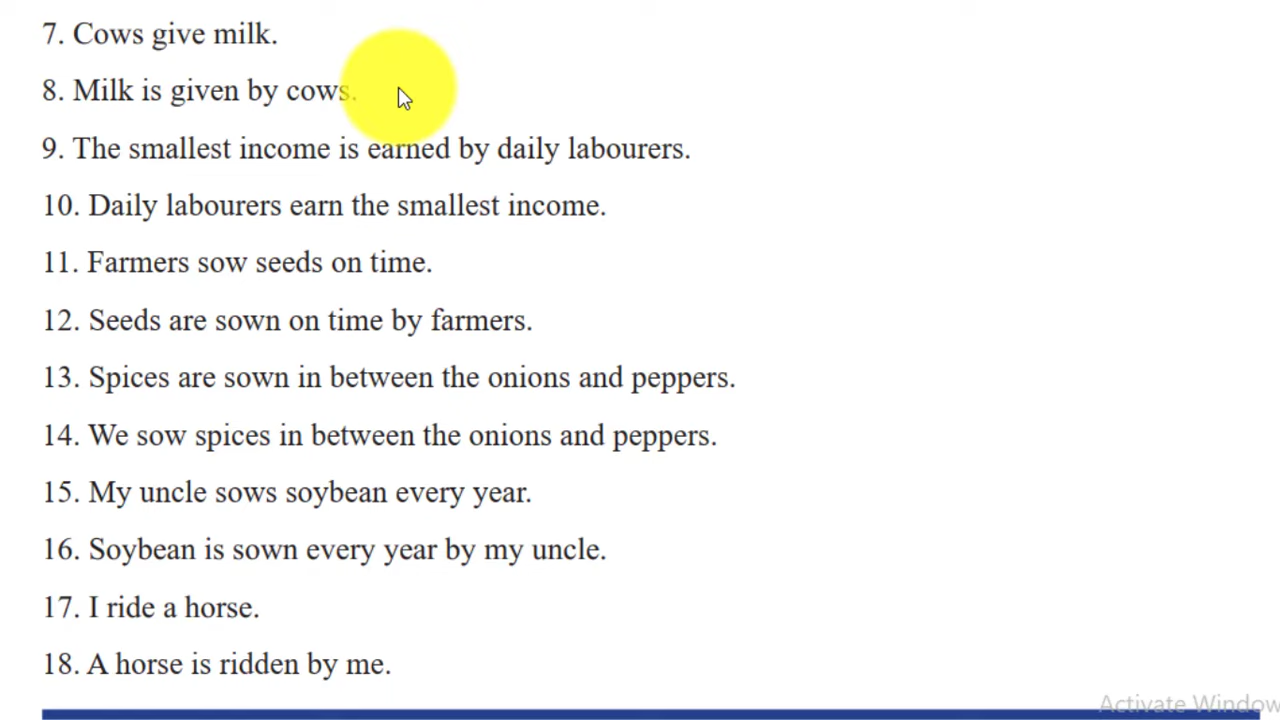 7. Cows give milk.
8. Milk is given by cows.
9. The smallest income is earned by daily labourers.
10. Daily labourers earn the smallest income.
11. Farmers sow seeds on time.
12. Seeds are sown on time by farmers.
13. Spices are sown in between the onions and peppers.
14. We sow spices in between the onions and peppers.
15. My uncle sows soybean every year.
16. Soybean is sown every year by my uncle.
17. I ride a horse.
18. A horse is ridden by me.
Activate Window